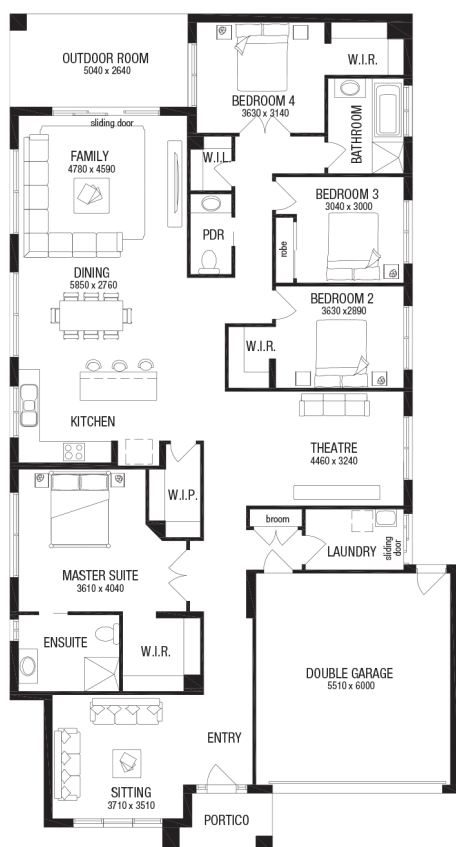 OUTDOOR ROOM
5040 x 2640
W.I.R.
BEDROOM 4
3630 x 3140
BATHROOM
sliding door
FAMILY
4780 x 4590
W.I.L.
BEDROOM 3
3040 x 3000
PDR
robe
DINING
5850 x 2760
BEDROOM 2
3630 x2890
W.I.R.
KITCHEN
THEATRE
4460 x 3240
W.I.P.
broom
LAUNDRY
sliding
door
MASTER SUITE
3610 x 4040
ENSUITE
W.I.R.
DOUBLE GARAGE
5510 x 6000
ENTRY
SITTING
3710 x 3510
PORTICO